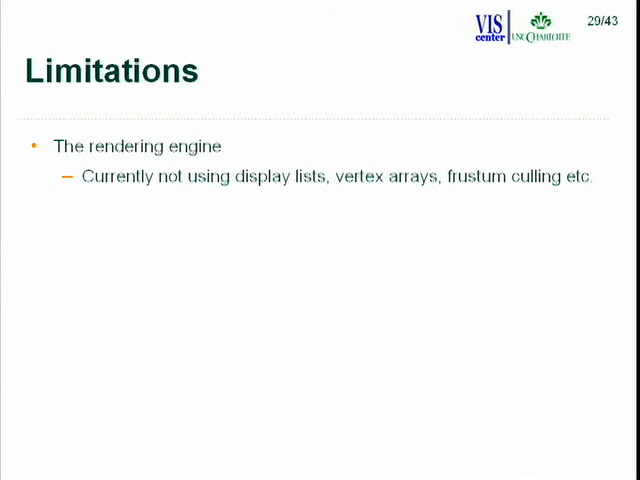 VIS
center
UNC CHARLOTTE
29/43
Limitations
• The rendering engine
– Currently not using display lists, vertex arrays, frustum culling etc.